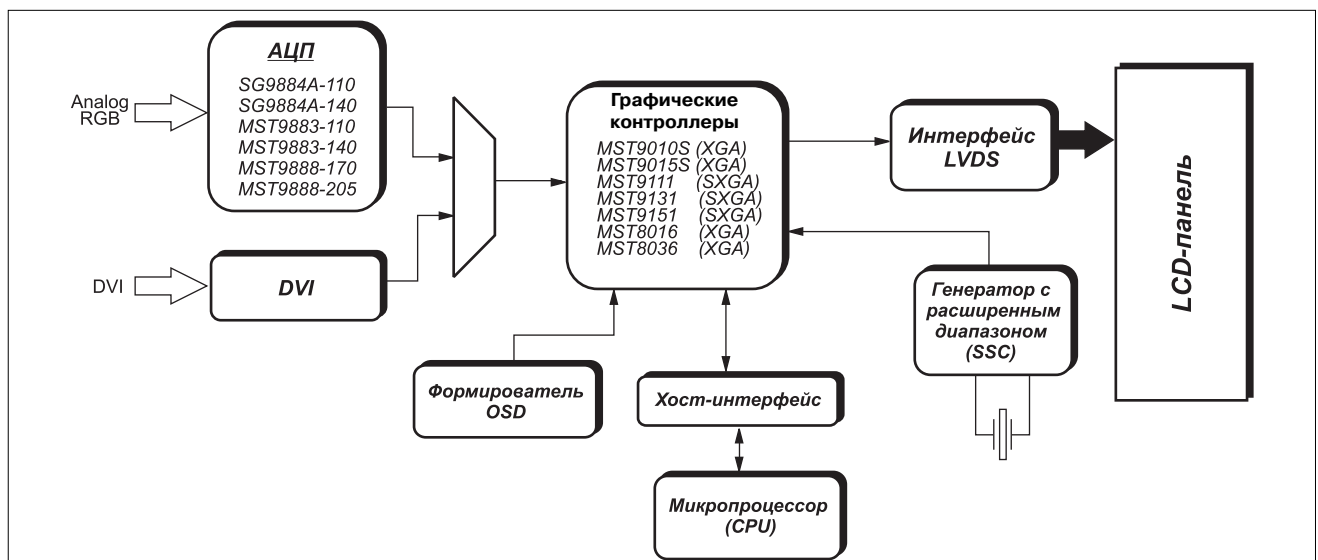 АЦП
SG9884A-110
SG9884A-140
MST9883-110
MST9883-140
MST9888-170
MST9888-205
Analog
RGB
DVI
DVI
Графические
контроллеры
MST9010S (XGA)
MST9015S (XGA)
MST9111 (SXGA)
MST9131 (SXGA)
MST9151 (SXGA)
MST8016 (XGA)
MST8036 (XGA)
Интерфейс
LVDS
LCD-панель
Генератор с
расширенным
диапазоном
(SSC)
Формирователь
OSD
Хост-интерфейс
Микропроцессор
(CPU)